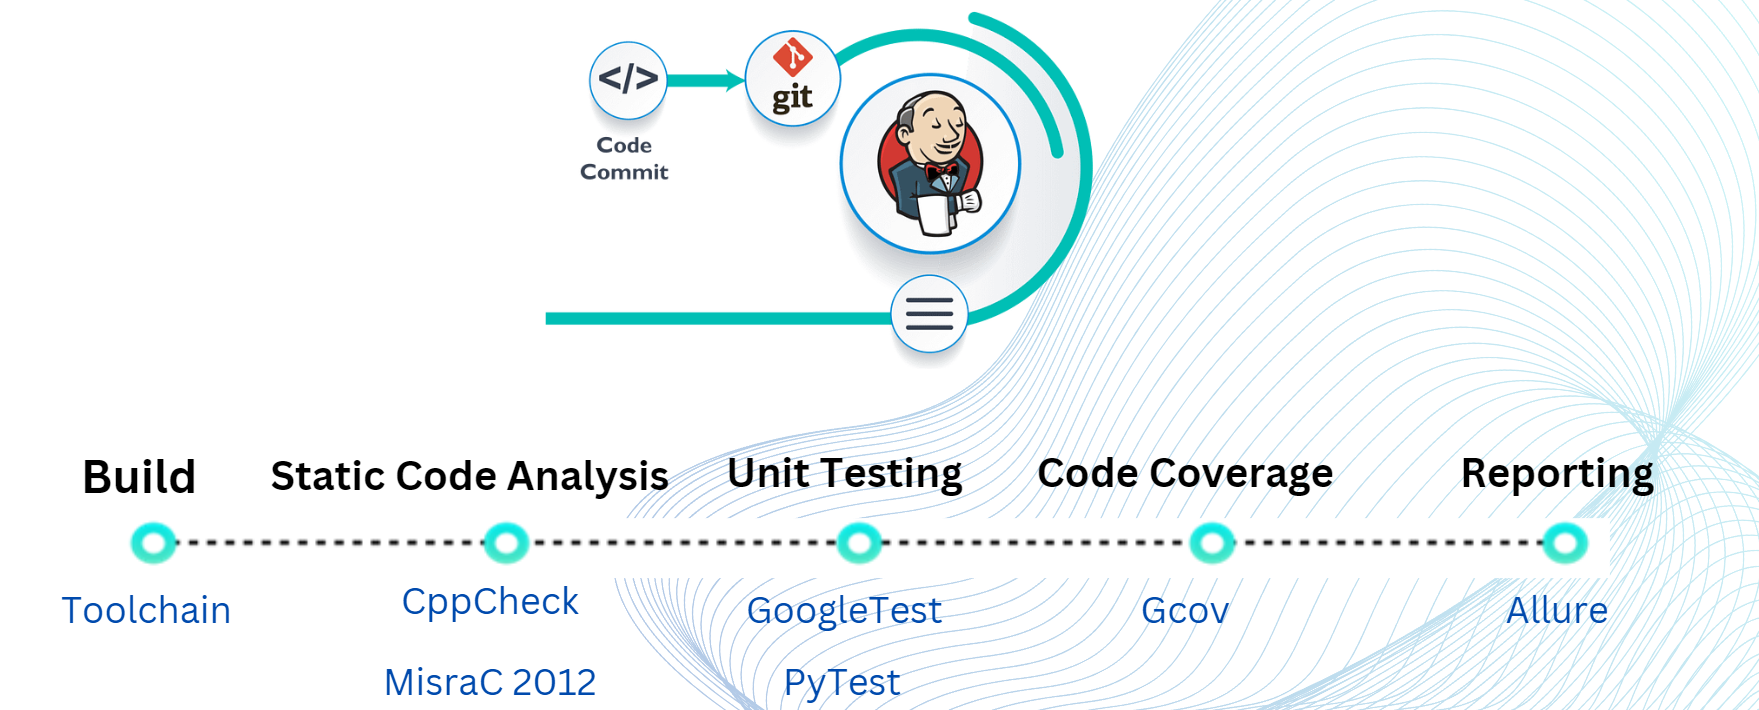 </>
git
Code
Commit
Build
Static Code Analysis
Unit Testing
Code Coverage
Reporting
Toolchain
CppCheck
GoogleTest
Gcov
Allure
MisraC 2012
PyTest